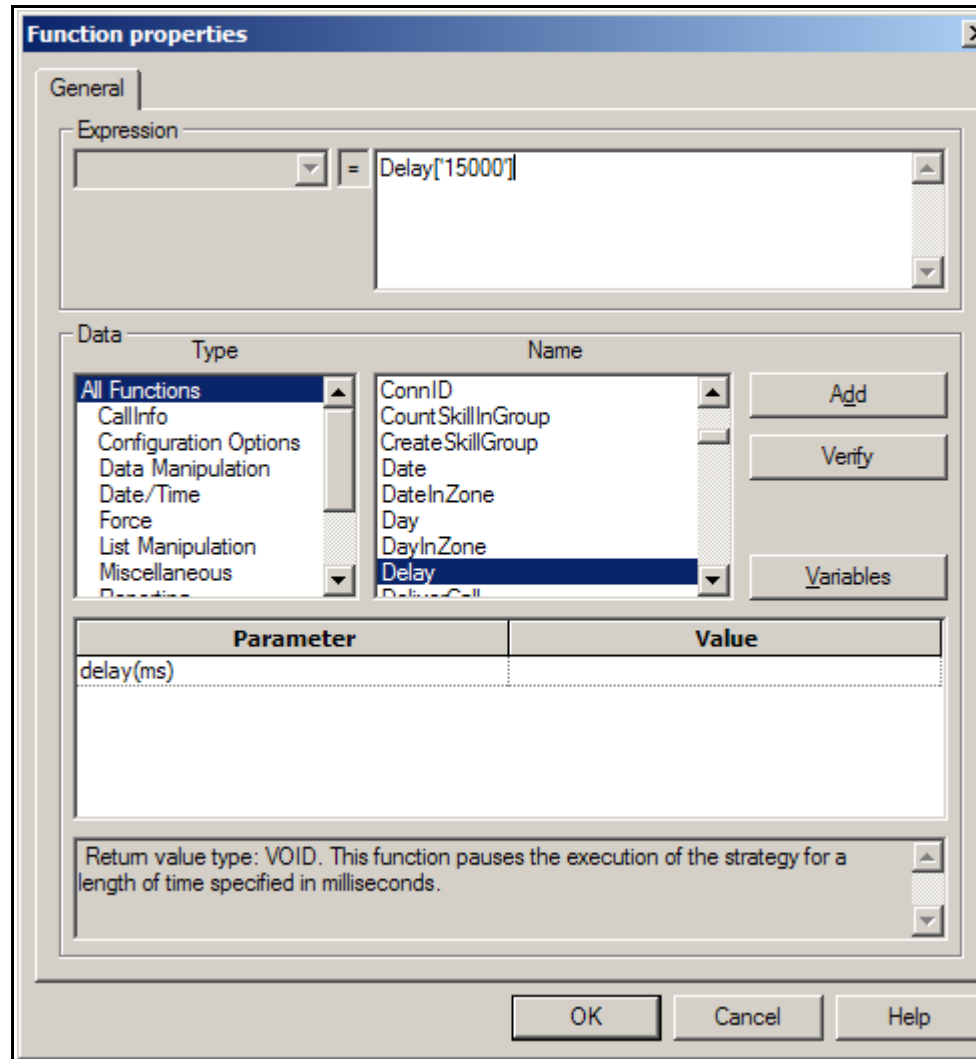 Function properties
General
Expression
=
Delay['15000']
Data
Type
Name
All Functions
CallInfo
Configuration Options
Data Manipulation
Date/Time
Force
List Manipulation
Miscellaneous
Reporting
ConnID
CountSkillInGroup
CreateSkillGroup
Date
DateInZone
Day
DayInZone
Delay
DeliverCall
Add
Verify
Variables
Parameter Value
delay(ms)
Return value type: VOID. This function pauses the execution of the strategy for a
length of time specified in milliseconds.
OK Cancel Help